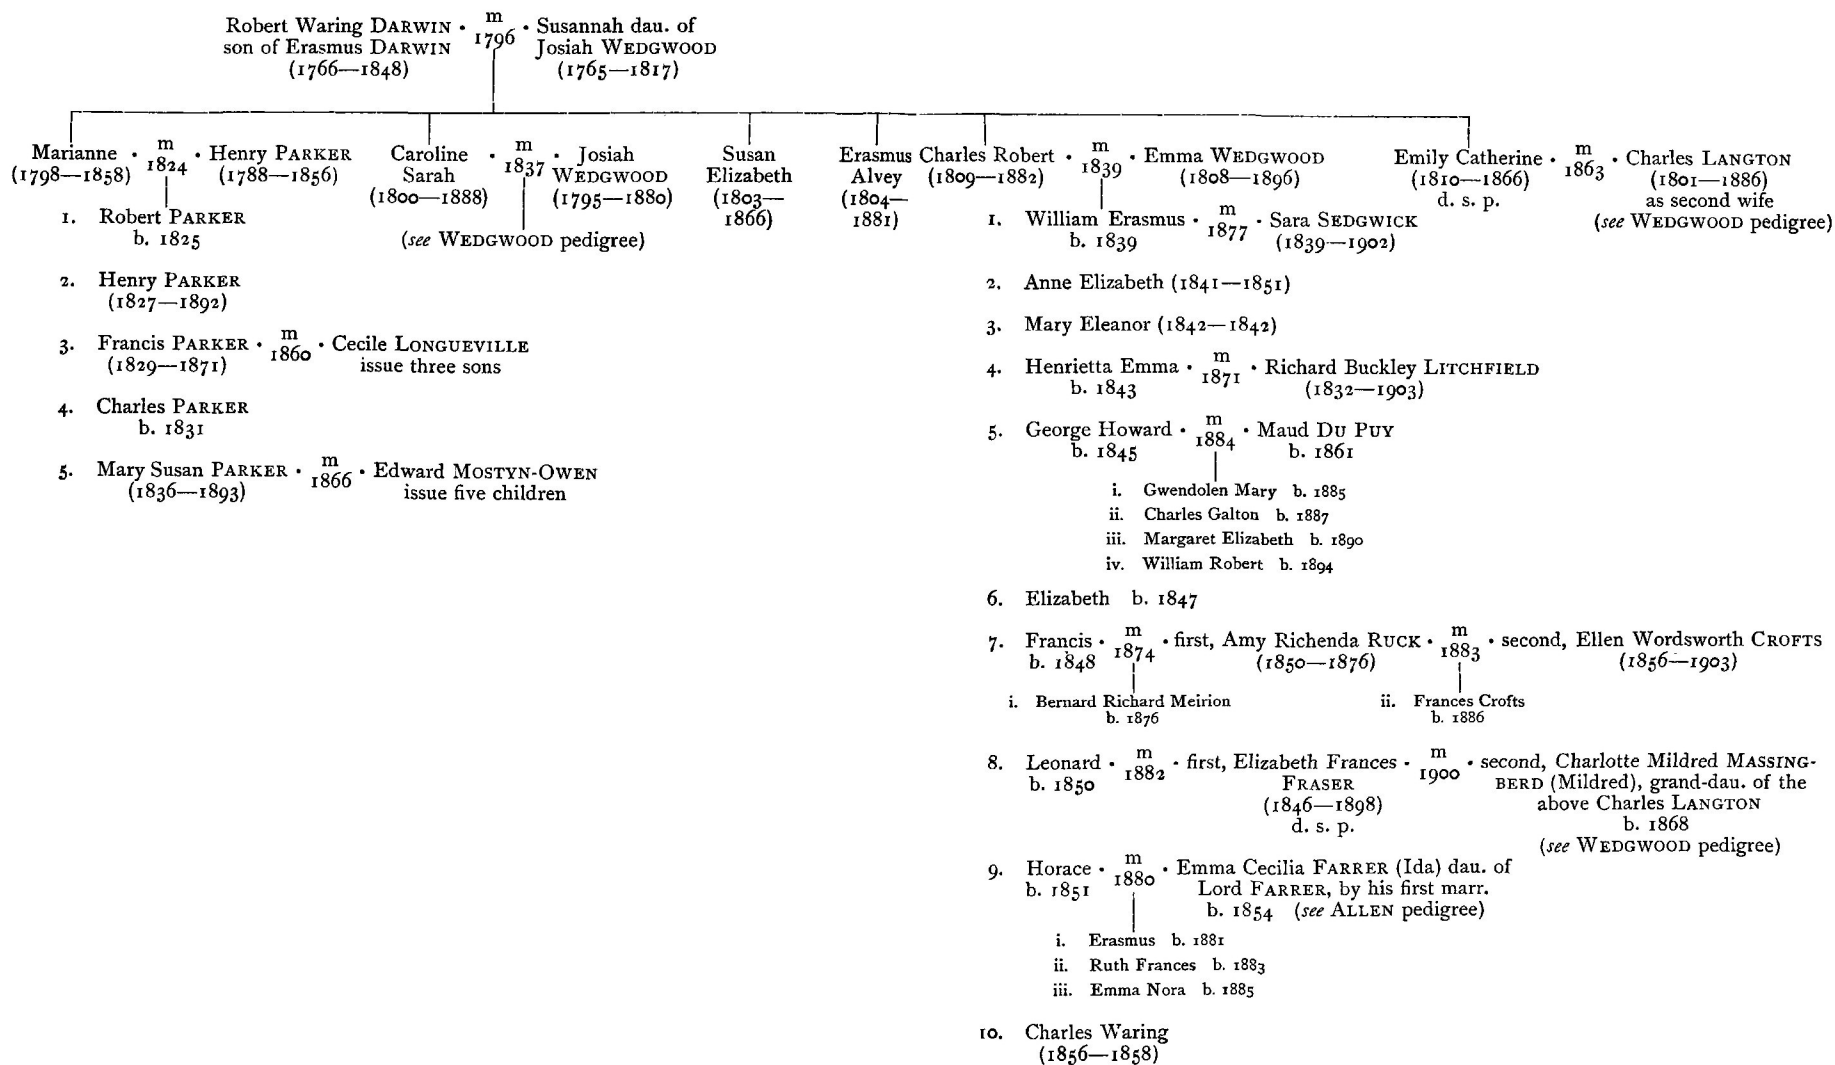 Robert Waring DARWIN · m 1796 · Susannah dau. of
son of Erasmus DARWIN Josiah WEDGWOOD
(1766—1848) (1765—1817)
Marianne · m 1824 · Henry PARKER
(1798—1858) (1788—1856)
1. Robert PARKER
b. 1825
2. Henry PARKER
(1827—1892)
3. Francis PARKER · m 1860 · Cecile LONGUEVILLE
(1829—1871) issue three sons
4. Charles PARKER
b. 1831
5. Mary Susan PARKER · m 1866 · Edward MOSTYN-OWEN
(1836—1893) issue five children
Caroline · m 1837 · Josiah
Sarah WEDGWOOD
(1800—1888) (1795—1880)
(see WEDGWOOD pedigree)
Susan
Elizabeth
(1803—
1866)
Erasmus
Alvey
(1804—
1881)
Charles Robert · m 1839 · Emma WEDGWOOD
(1809—1882) (1808—1896)
1. William Erasmus · m 1877 · Sara SEDGWICK
b. 1839 (1839—1902)
2. Anne Elizabeth (1841—1851)
3. Mary Eleanor (1842—1842)
4. Henrietta Emma · m 1871 · Richard Buckley LITCHFIELD
b. 1843 (1832—1903)
5. George Howard · m 1884 · Maud DU PUY
b. 1845 b. 1861
i. Gwendolen Mary b. 1885
ii. Charles Galton b. 1887
iii. Margaret Elizabeth b. 1890
iv. William Robert b. 1894
6. Elizabeth b. 1847
7. Francis · m 1874 · first, Amy Richenda RUCK · m 1883 · second, Ellen Wordsworth CROFTS
b. 1848 (1850—1876) (1856—1903)
i. Bernard Richard Meirion ii. Frances Crofts
b. 1876 b. 1886
8. Leonard · m 1882 · first, Elizabeth Frances · m 1900 · second, Charlotte Mildred MASSING-
b. 1850 FRASER BERD (Mildred), grand-dau. of the
(1846—1898) above Charles LANGTON
d. s. p. b. 1868
(see WEDGWOOD pedigree)
9. Horace · m 1880 · Emma Cecilia FARRER (Ida) dau. of
b. 1851 Lord FARRER, by his first marr.
b. 1854 (see ALLEN pedigree)
i. Erasmus b. 1881
ii. Ruth Frances b. 1883
iii. Emma Nora b. 1885
10. Charles Waring
(1856—1858)
Emily Catherine · m 1863 · Charles LANGTON
(1810—1866) (1801—1886)
d. s. p. as second wife
(see WEDGWOOD pedigree)